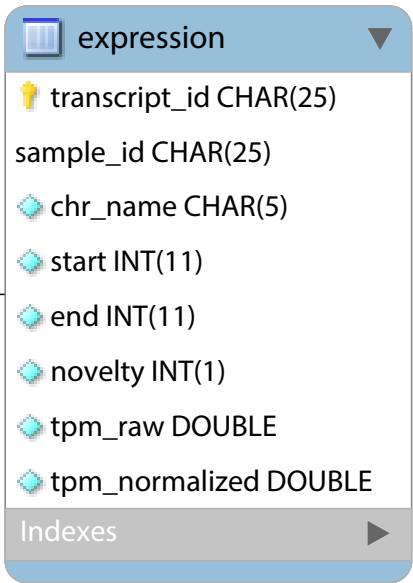 expression
transcript_id CHAR(25)
sample_id CHAR(25)
chr_name CHAR(5)
start INT(11)
end INT(11)
novelty INT(1)
tpm_raw DOUBLE
tpm_normalized DOUBLE
Indexes